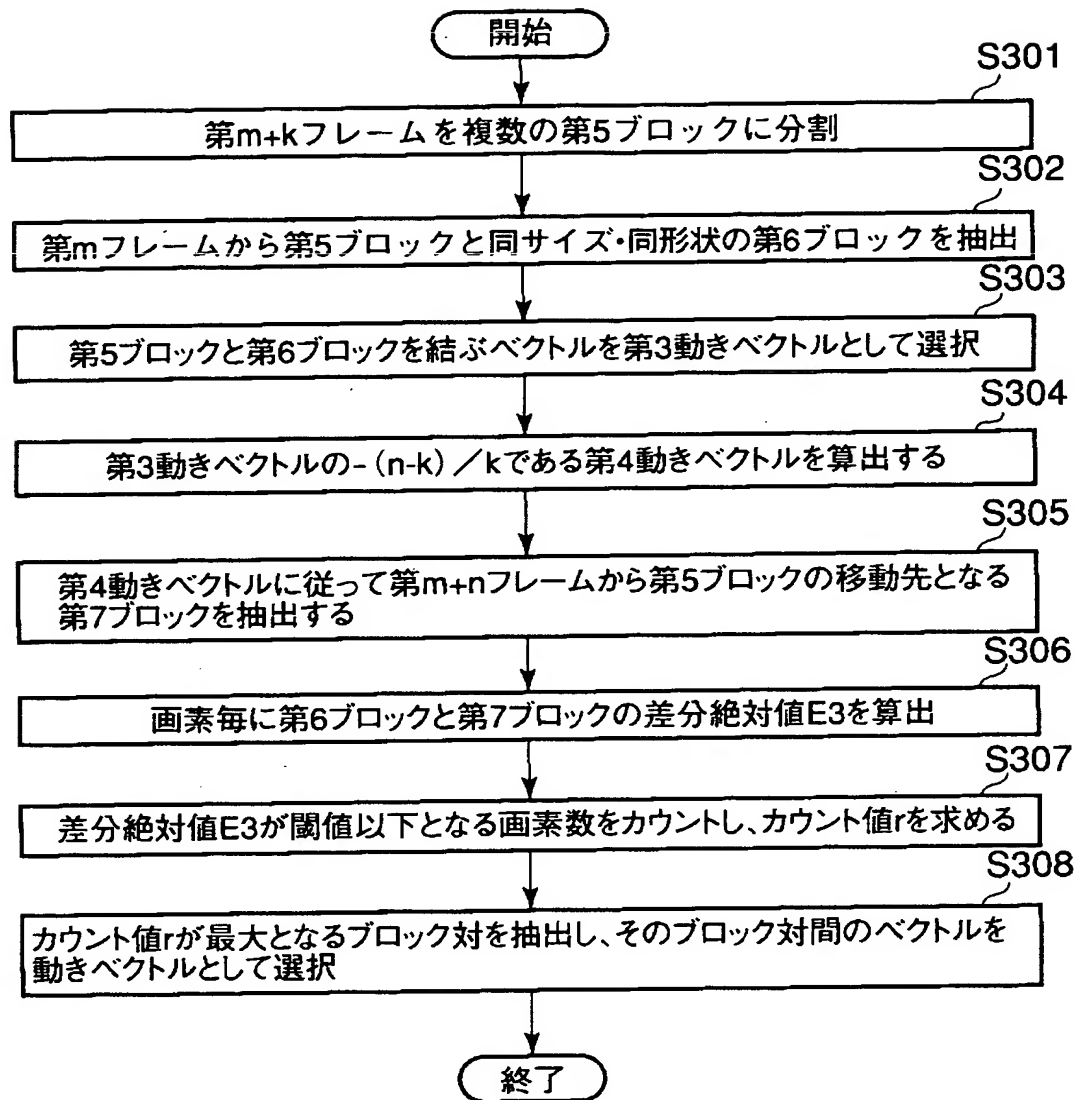 開始
S301
第m+kフレームを複数の第5ブロックに分割
S302
第mフレームから第5ブロックと同サイズ・同形状の第6ブロックを抽出
S303
第5ブロックと第6ブロックを結ぶベクトルを第3動きベクトルとして選択
S304
第3動きベクトルの-(n-k)/kである第4動きベクトルを算出する
S305
第4動きベクトルに従って第m+nフレームから第5ブロックの移動先となる
第7ブロックを抽出する
S306
画素毎に第6ブロックと第7ブロックの差分絶対値E3を算出
S307
差分絶対値E3が閾値以下となる画素数をカウントし、カウント値rを求める
S308
カウント値rが最大となるブロック対を抽出し、そのブロック対間のベクトルを
動きベクトルとして選択
終了